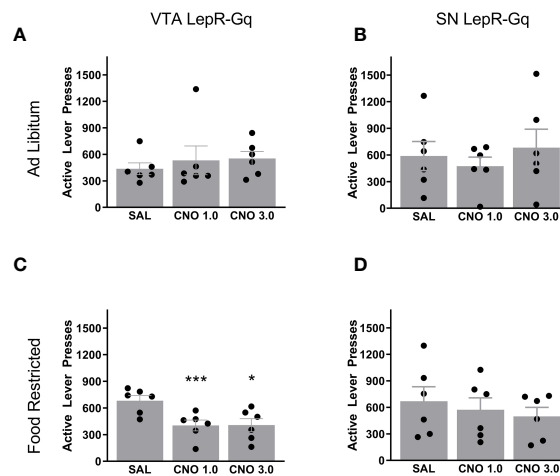 VTA LepR-Gq
SN LepR-Gq
A
B
Ad Libitum
Active Lever Presses
1500
1200
900
600
300
0
SAL CNO 1.0 CNO 3.0
Active Lever Presses
1500
1200
900
600
300
0
SAL CNO 1.0 CNO 3.0
C
D
Food Restricted
Active Lever Presses
1500
1200
900
600
300
0
*** *
SAL CNO 1.0 CNO 3.0
Active Lever Presses
1500
1200
900
600
300
0
SAL CNO 1.0 CNO 3.0